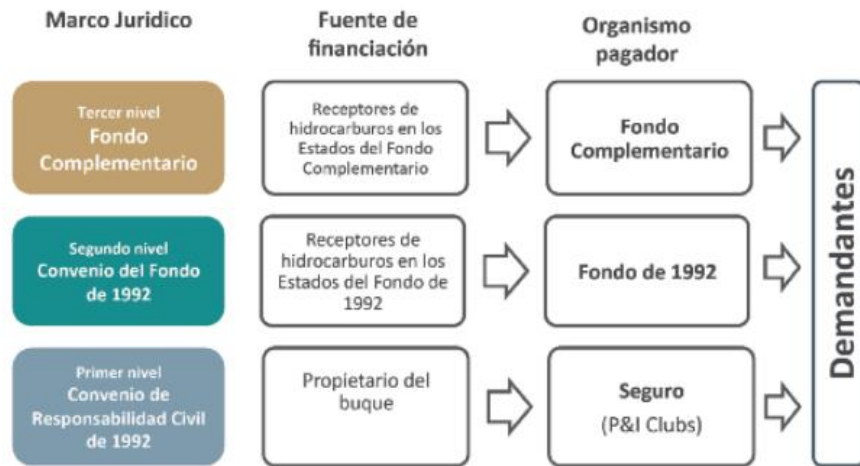 Marco Juridico
Fuente de
financiación
Organismo
pagador
Tercer nivel
Fondo
Complementario
Receptores de
hidrocarburos en los
Estados del Fondo
Complementario
Fondo
Complementario
Segundo nivel
Convenio del Fondo
de 1992
Receptores de
hidrocarburos en los
Estados del Fondo de
1992
Fondo de 1992
Primer nivel
Convenio de
Responsabilidad Civil
de 1992
Propietario del
buque
Seguro
(P&I Clubs)
Demandantes